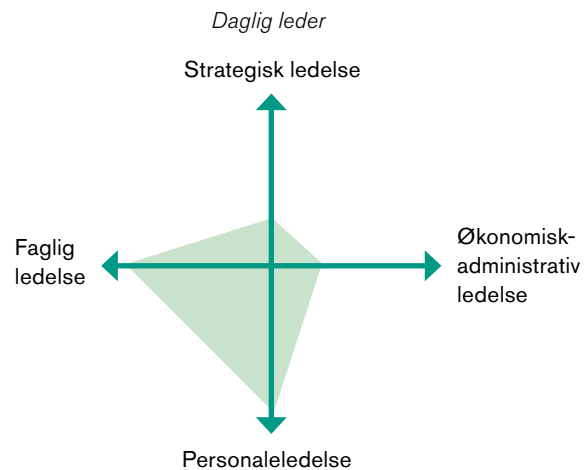 Daglig leder
Strategisk ledelse
Faglig
ledelse
Økonomisk-
administrativ
ledelse
Personaleledelse